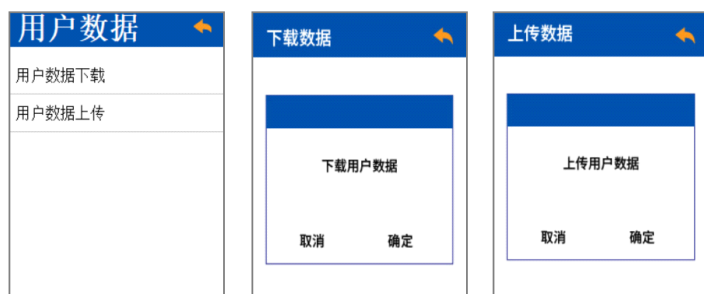 用户数据
用户数据下载
用户数据上传
下载数据
下载用户数据
取消 确定
上传数据
上传用户数据
取消 确定